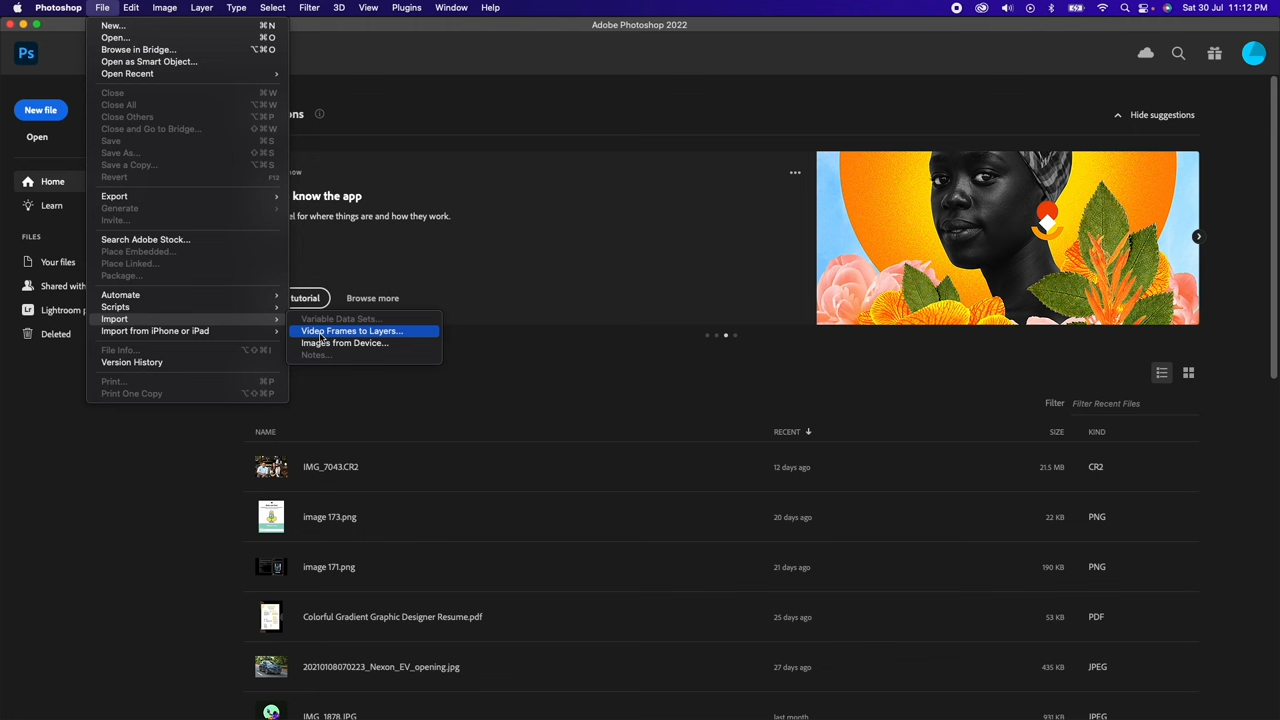 Photoshop File Edit Image Layer Type Select Filter 3D View Plugins Window Help Sat 30 Jul 11:12 PM
Adobe Photoshop 2022
Ps
New file
Open
Home
Learn
FILES
Your files
Shared with
Lr Lightroom p
Deleted
New... ⌘N
Open... ⌘O
Browse in Bridge... ⌥⌘O
Open as Smart Object...
Open Recent
Close ⌘W
Close All ⌥⌘W
Close Others ⌥⌘P
Close and Go to Bridge... ⇧⌘W
Save ⌘S
Save As... ⇧⌘S
Save a Copy... ⌥⌘S
Revert F12
Export
Generate
Invite...
Search Adobe Stock...
Place Embedded...
Place Linked...
Package...
Automate
Scripts
Import
Import from iPhone or iPad
File Info... ⌥⇧⌘I
Version History
Print... ⌘P
Print One Copy ⌥⇧⌘P
Variable Data Sets...
Video Frames to Layers...
Images from Device...
Notes...
ons
Hide suggestions
ow
know the app
el for where things are and how they work.
tutorial Browse more
Filter Filter Recent Files
NAME RECENT SIZE KIND
IMG_7043.CR2 12 days ago 21.5 MB CR2
image 173.png 20 days ago 22 KB PNG
image 171.png 21 days ago 190 KB PNG
Colorful Gradient Graphic Designer Resume.pdf 25 days ago 53 KB PDF
20210108070223_Nexon_EV_opening.jpg 27 days ago 435 KB JPEG
IMG_1878.JPG last month 931 KB JPEG